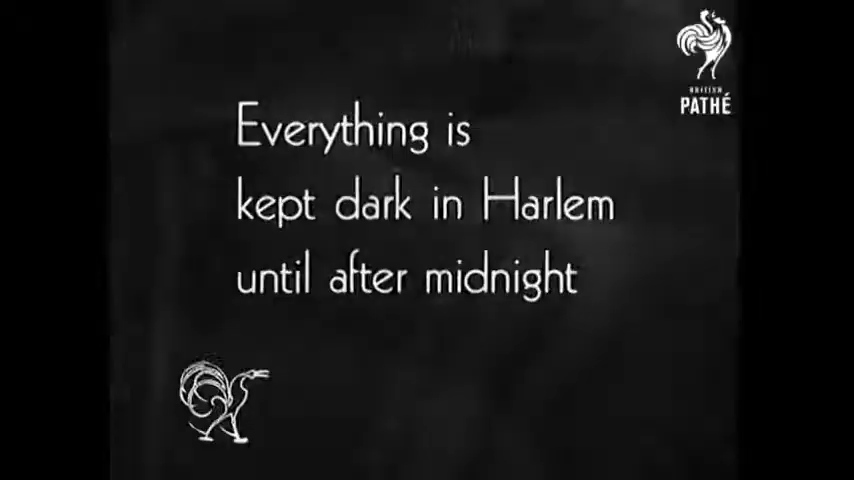 BRITISH
PATHÉ
Everything is
kept dark in Harlem
until after midnight